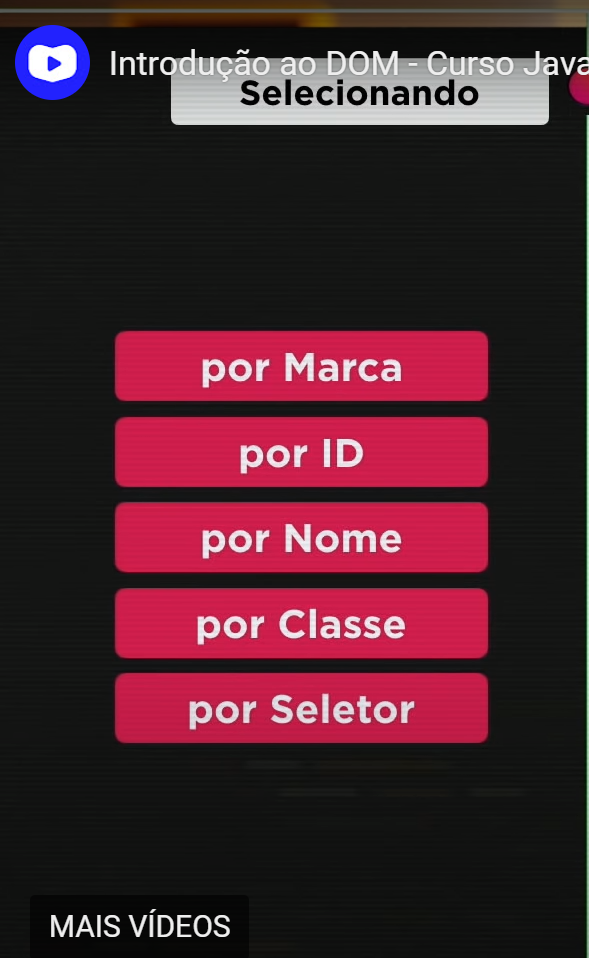 Introdução ao DOM - Curso Java
Selecionando
por Marca
por ID
por Nome
por Classe
por Seletor
MAIS VÍDEOS